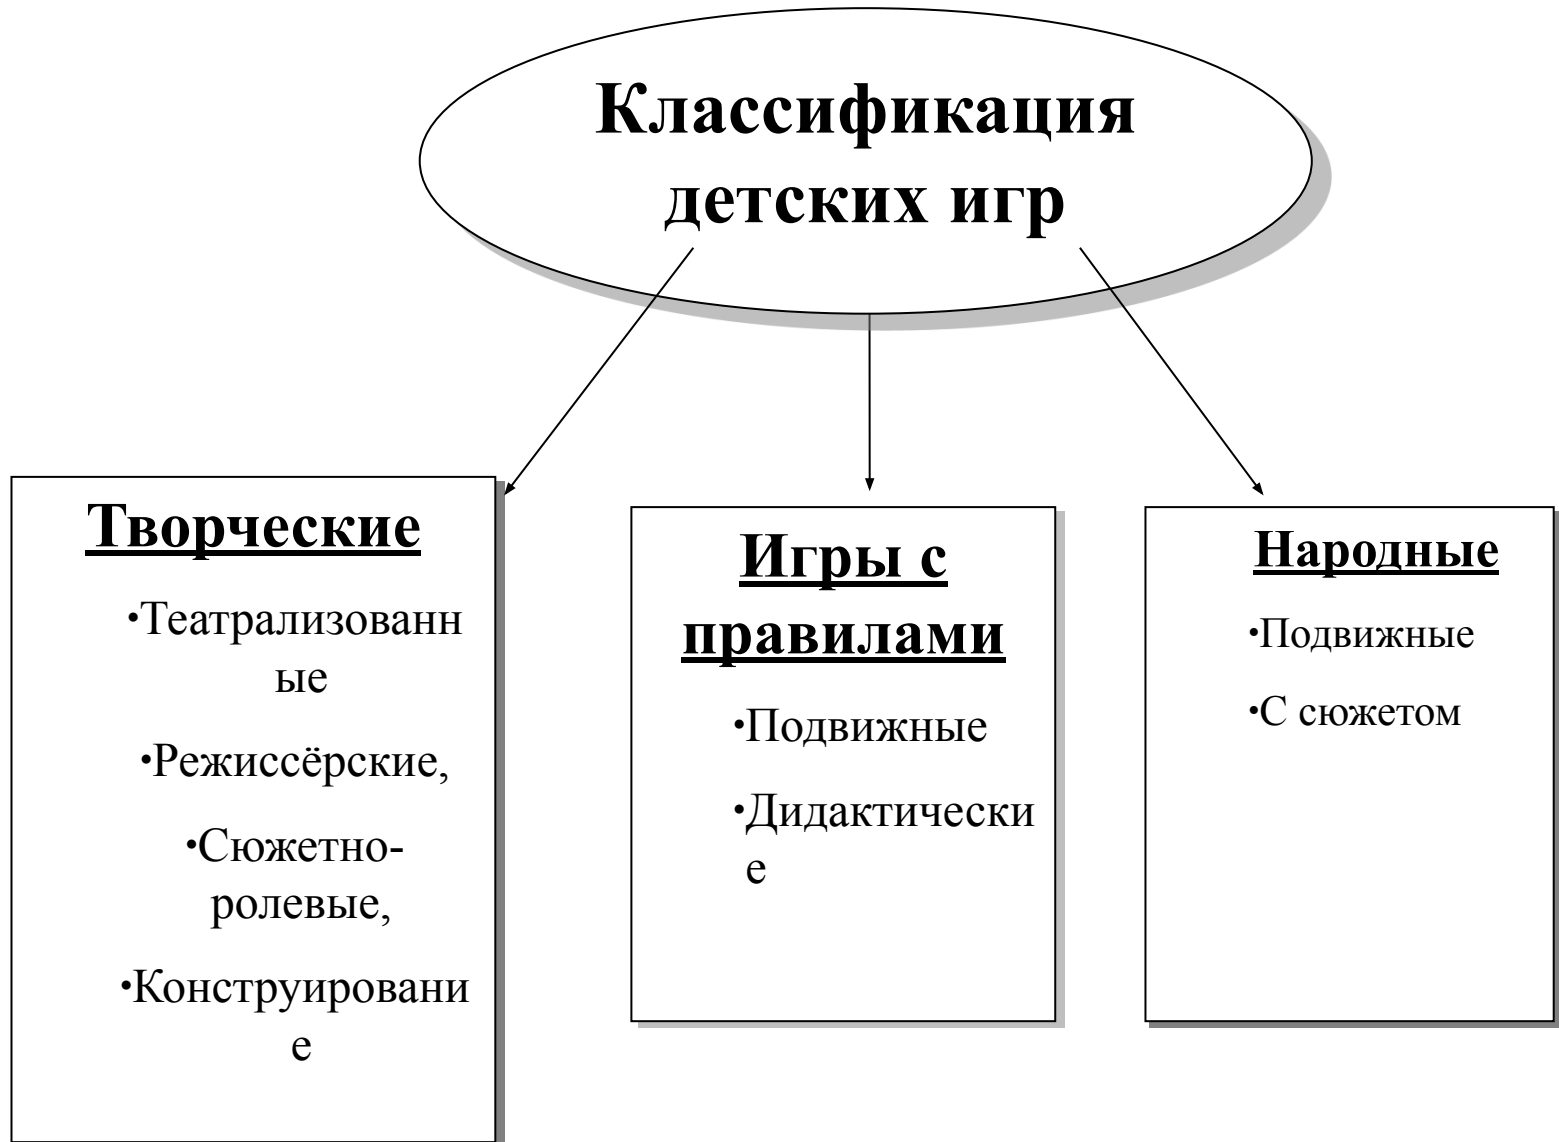 Классификация
детских игр
Творческие
•Театрализованн
ые
•Режиссёрские,
•Сюжетно-
ролевые,
•Конструировани
е
Игры с
правилами
•Подвижные
•Дидактически
е
Народные
•Подвижные
•С сюжетом